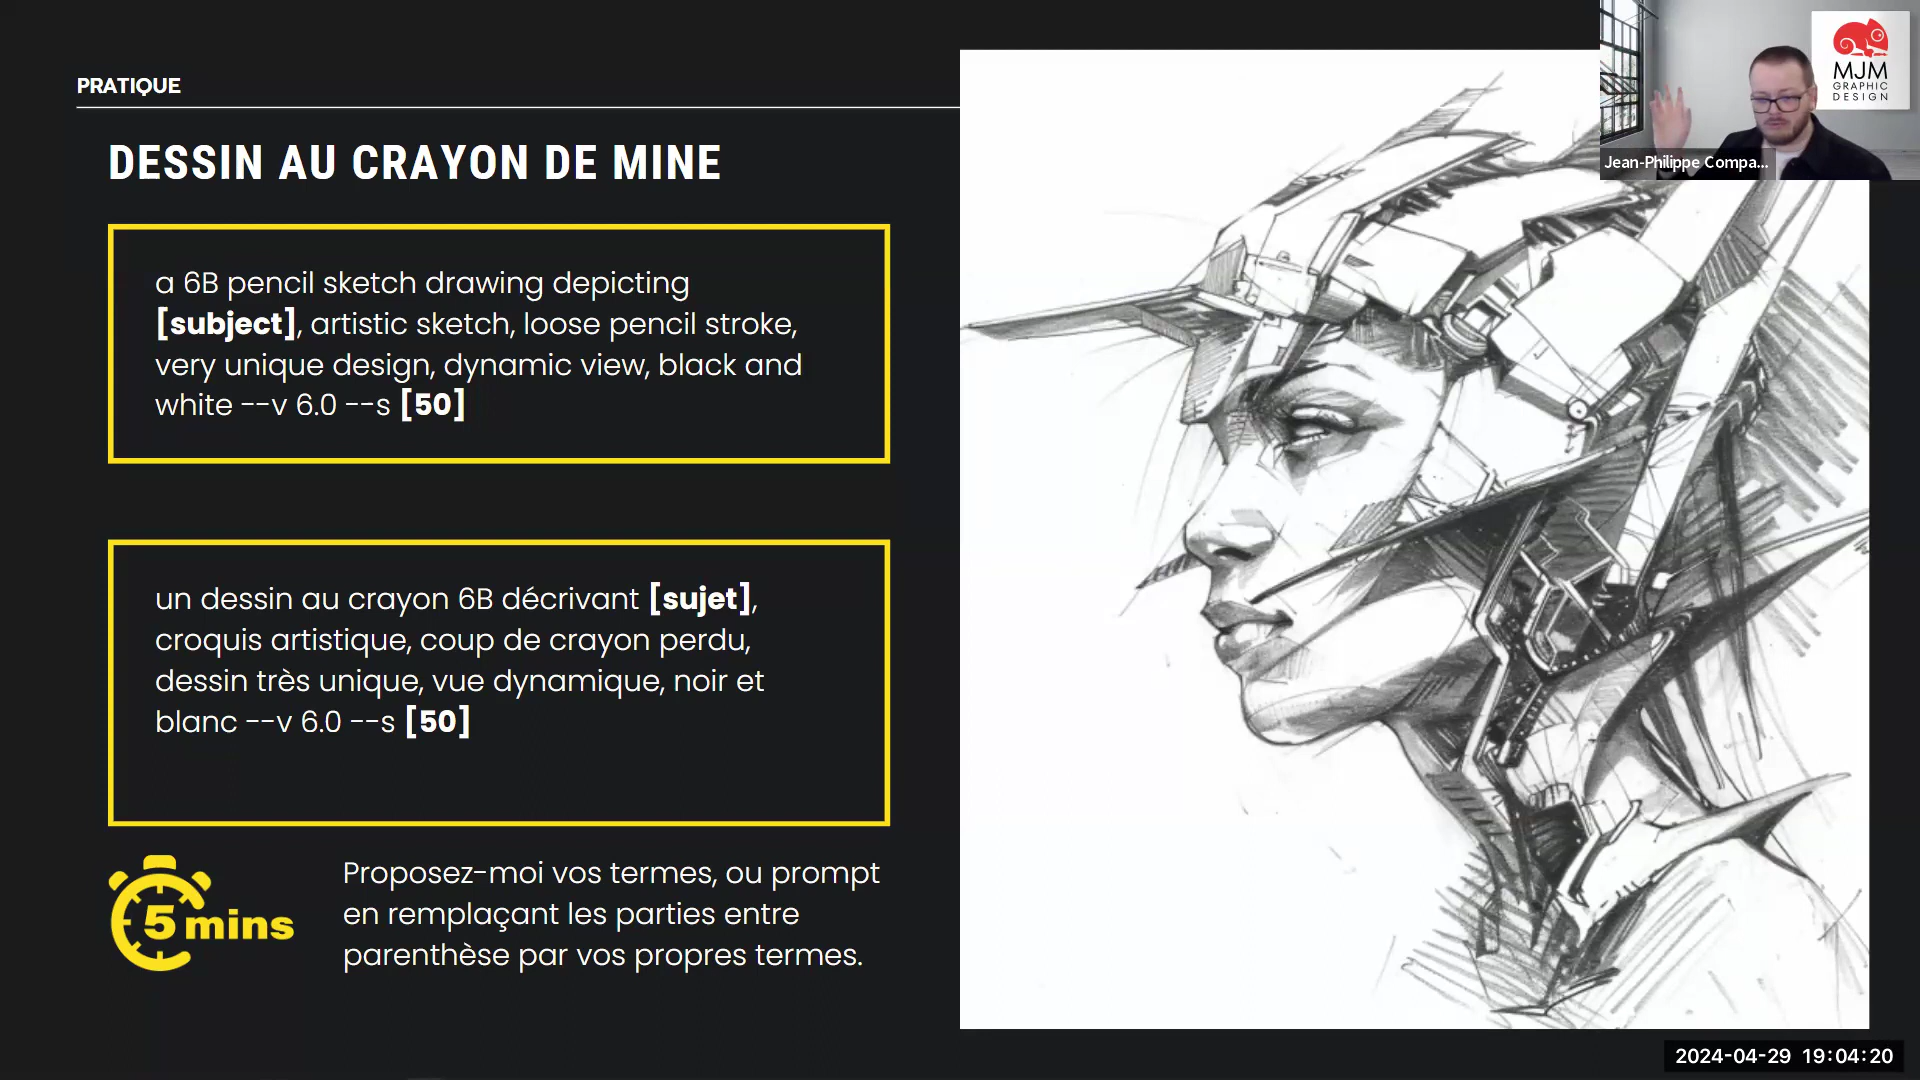 PRATIQUE
DESSIN AU CRAYON DE MINE
a 6B pencil sketch drawing depicting
[subject], artistic sketch, loose pencil stroke,
very unique design, dynamic view, black and
white --v 6.0 --s [50]
un dessin au crayon 6B décrivant [sujet],
croquis artistique, coup de crayon perdu,
dessin très unique, vue dynamique, noir et
blanc --v 6.0 --s [50]
5 mins
Proposez-moi vos termes, ou prompt
en remplaçant les parties entre
parenthèse par vos propres termes.
MJM
GRAPHIC
DESIGN
Jean-Philippe Compa...
2024-04-29 19:04:20